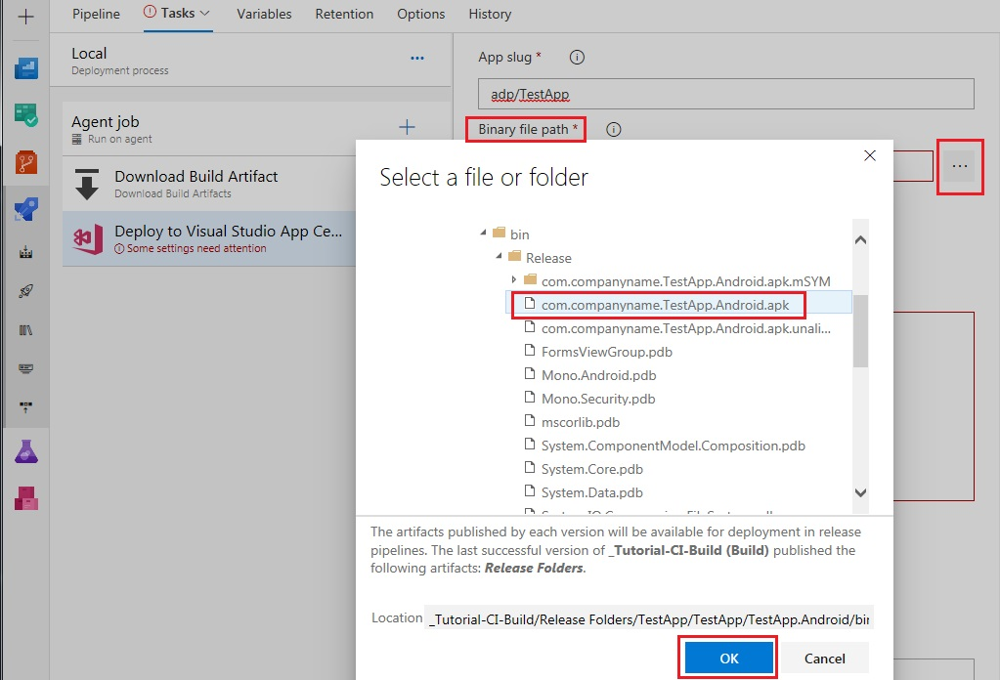 Pipeline Tasks Variables Retention Options History
Local
Deployment process
Agent job
Run on agent
Download Build Artifact
Download Build Artifacts
Deploy to Visual Studio App Ce...
Some settings need attention
App slug *
adp/TestApp
Binary file path *
Select a file or folder
bin
Release
com.companyname.TestApp.Android.apk.mSYM
com.companyname.TestApp.Android.apk
com.companyname.TestApp.Android.apk.unali...
FormsViewGroup.pdb
Mono.Android.pdb
Mono.Security.pdb
mscorlib.pdb
System.ComponentModel.Composition.pdb
System.Core.pdb
System.Data.pdb
The artifacts published by each version will be available for deployment in release
pipelines. The last successful version of _Tutorial-CI-Build (Build) published the
following artifacts: Release Folders.
Location _Tutorial-CI-Build/Release Folders/TestApp/TestApp/TestApp.Android/bin
OK Cancel